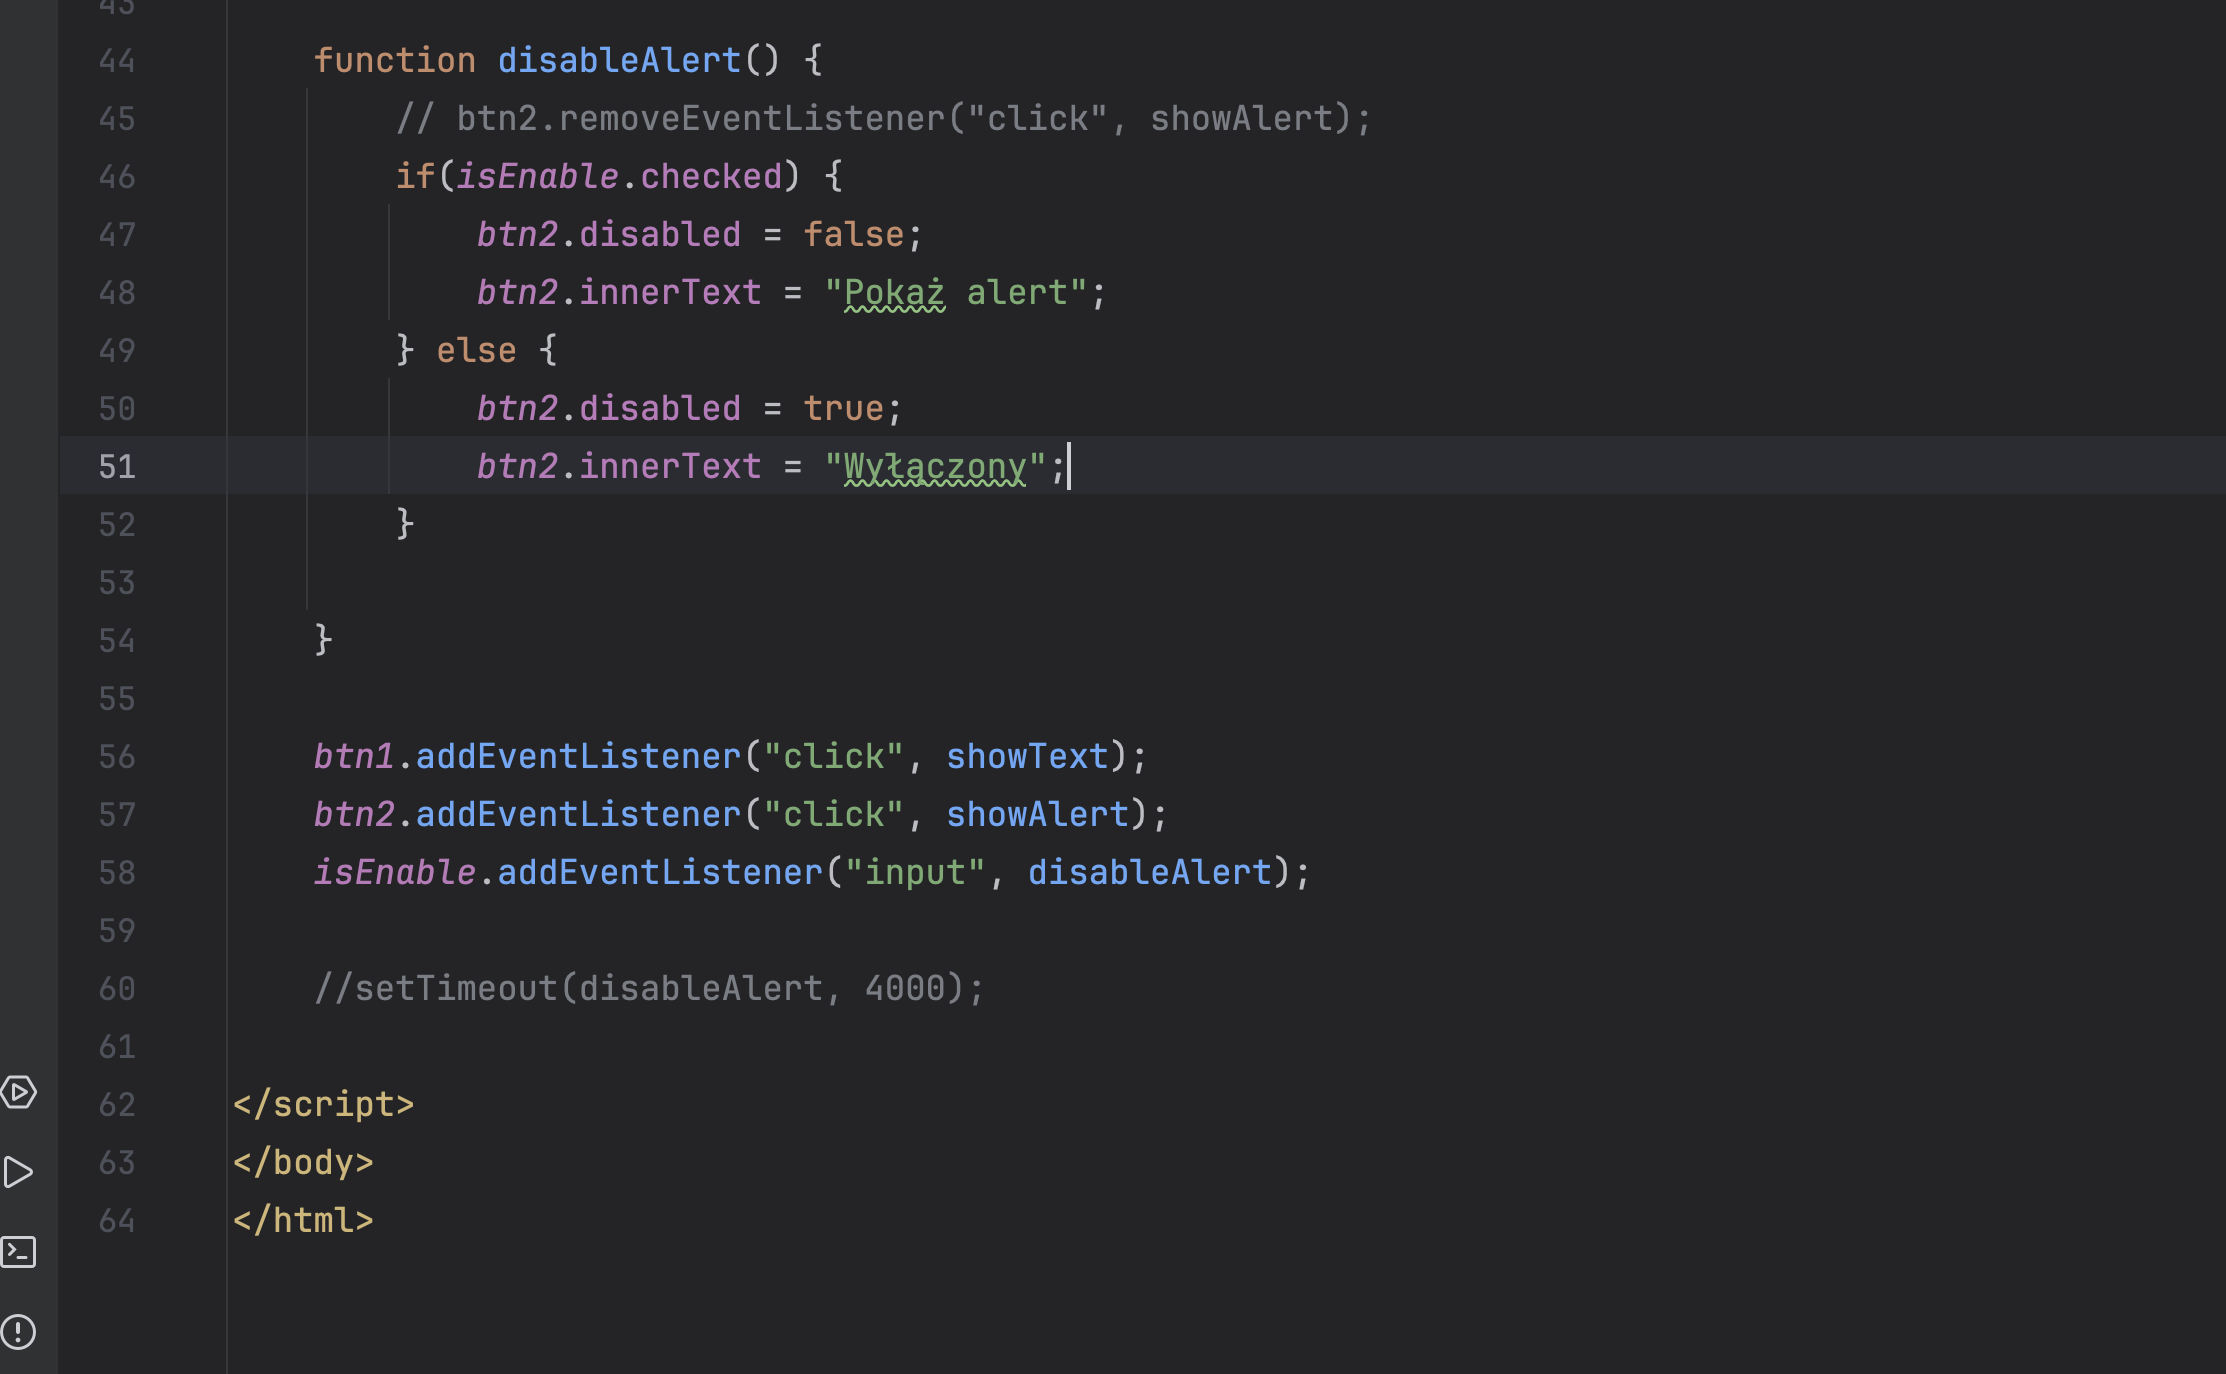 43
44 function disableAlert() {
45 // btn2.removeEventListener("click", showAlert);
46 if(isEnable.checked) {
47 btn2.disabled = false;
48 btn2.innerText = "Pokaż alert";
49 } else {
50 btn2.disabled = true;
51 btn2.innerText = "Wyłączony";
52 }
53
54 }
55
56 btn1.addEventListener("click", showText);
57 btn2.addEventListener("click", showAlert);
58 isEnable.addEventListener("input", disableAlert);
59
60 //setTimeout(disableAlert, 4000);
61
62 </script>
63 </body>
64 </html>